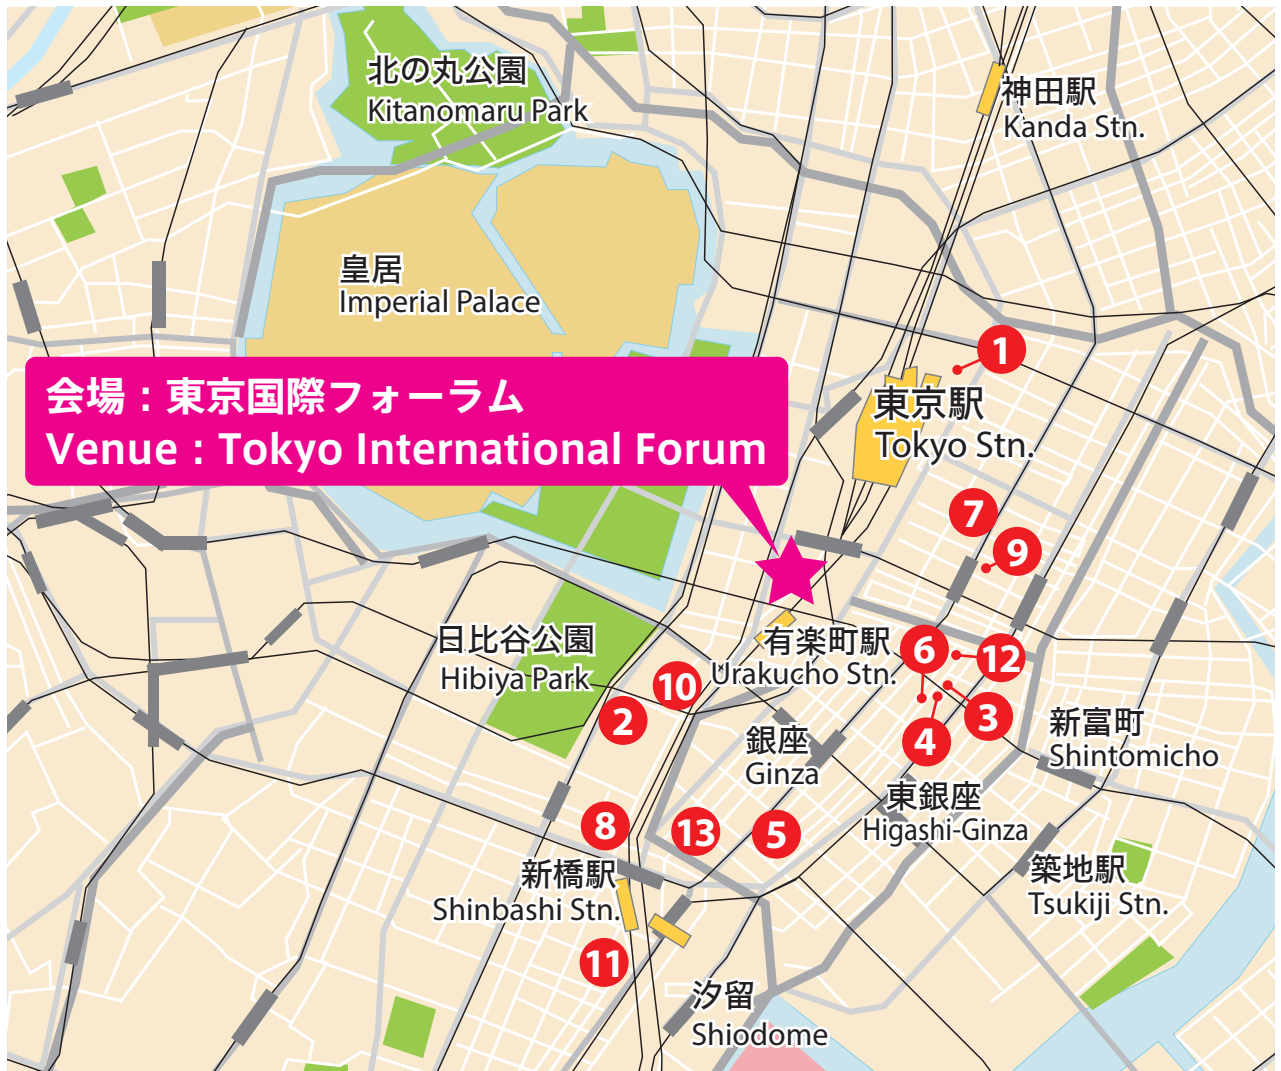 北の丸公園
Kitanomaru Park
神田駅
Kanda Stn.
皇居
Imperial Palace
1
会場：東京国際フォーラム
Venue : Tokyo International Forum
東京駅
Tokyo Stn.
7
9
日比谷公園
Hibiya Park
有楽町駅
Urakucho Stn.
6
12
10
2
3
4
新富町
Shintomicho
銀座
Ginza
東銀座
Higashi-Ginza
8
13
5
新橋駅
Shinbashi Stn.
築地駅
Tsukiji Stn.
11
汐留
Shiodome